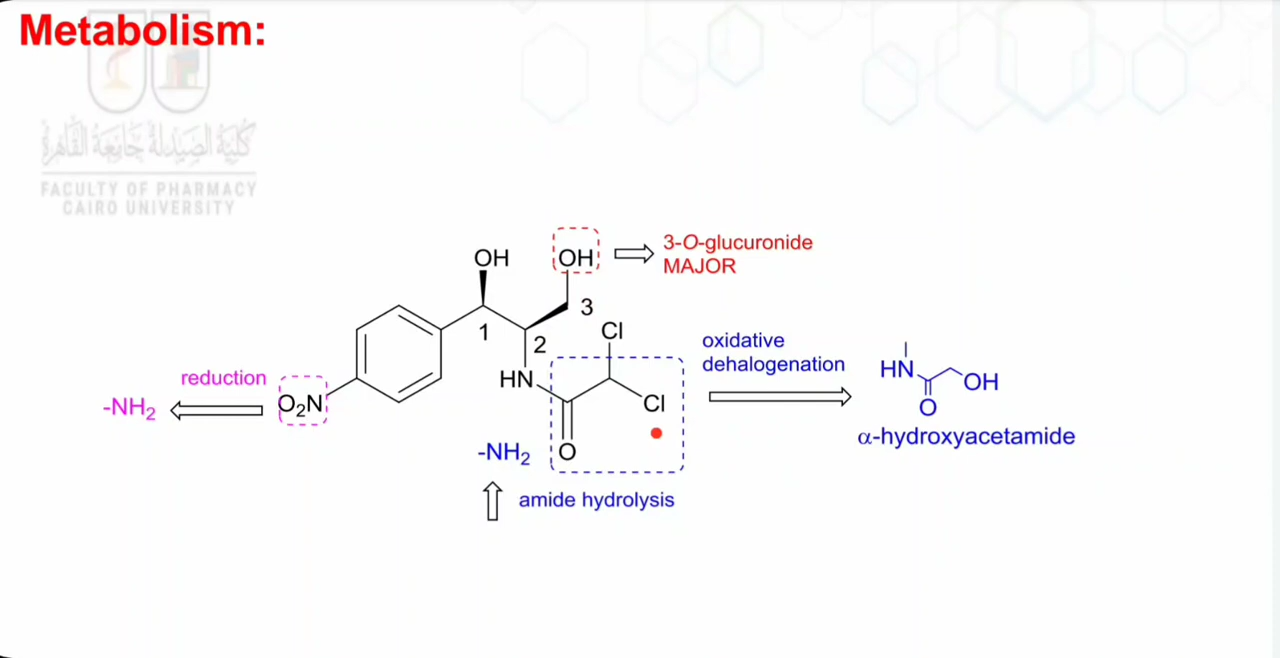 Metabolism:
كلية الصيدلة جامعة القاهرة
FACULTY OF PHARMACY
CAIRO UNIVERSITY
OH
OH
3-O-glucuronide
MAJOR
1
2
3
Cl
Cl
HN
O
O₂N
reduction
-NH₂
-NH₂
amide hydrolysis
oxidative
dehalogenation
HN
OH
O
α-hydroxyacetamide